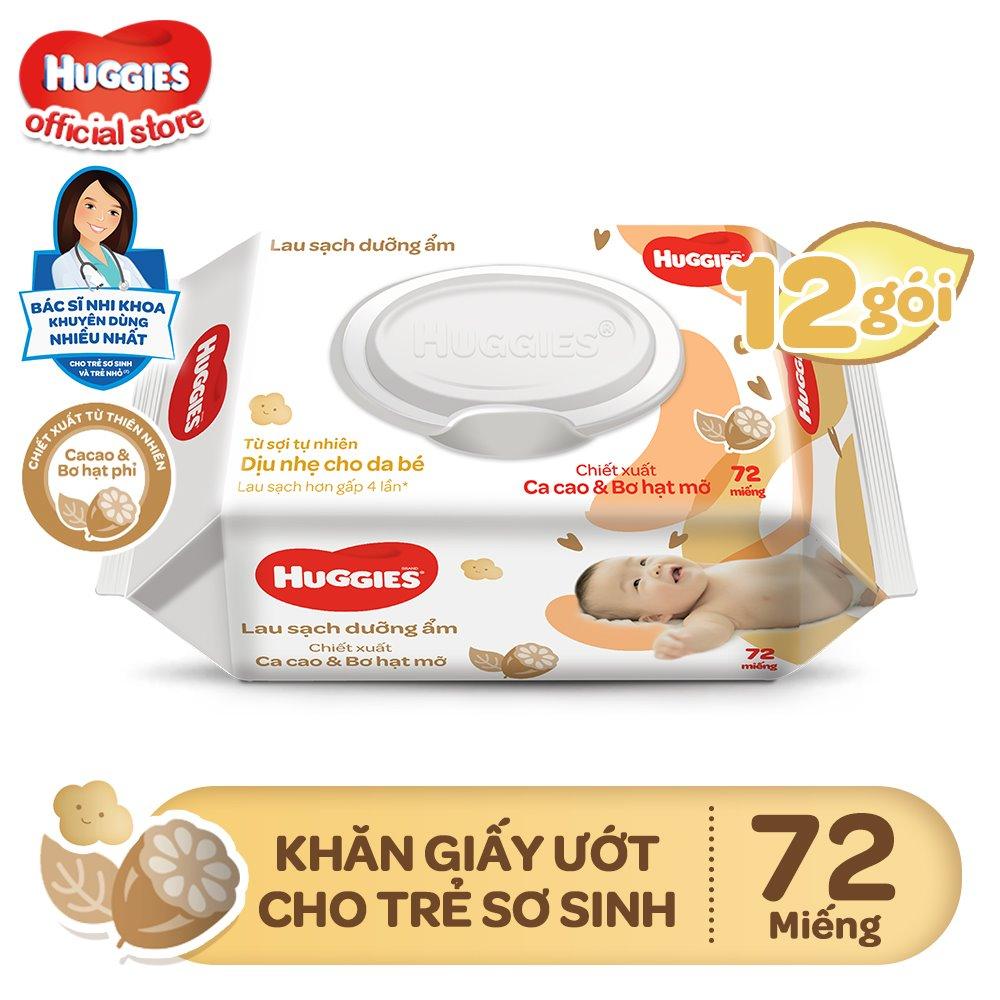 HUGGIES
official store
BÁC SĨ NHI KHOA
KHUYÊN DÙNG
NHIỀU NHẤT
CHO TRẺ SƠ SINH
VÀ TRẺ NHỎ(*)
CHIẾT XUẤT TỪ THIÊN NHIÊN
Cacao &
Bơ hạt phỉ
Lau sạch dưỡng ẩm
HUGGIES
12 gói
HUGGIES®
HUGGIES
HUGGIES
Từ sợi tự nhiên
Dịu nhẹ cho da bé
Lau sạch hơn gấp 4 lần*
Chiết xuất
Ca cao & Bơ hạt mỡ
72
miếng
HUGGIES
BRAND
Lau sạch dưỡng ẩm
Chiết xuất
Ca cao & Bơ hạt mỡ
72
miếng
KHĂN GIẤY ƯỚT
CHO TRẺ SƠ SINH
72
Miếng